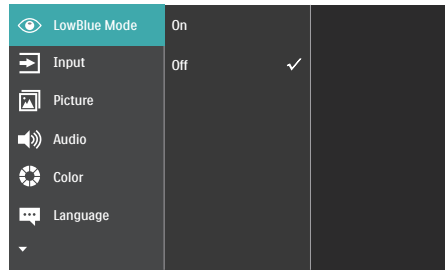 LowBlue Mode
On
Input
Off
Picture
Audio
Color
Language